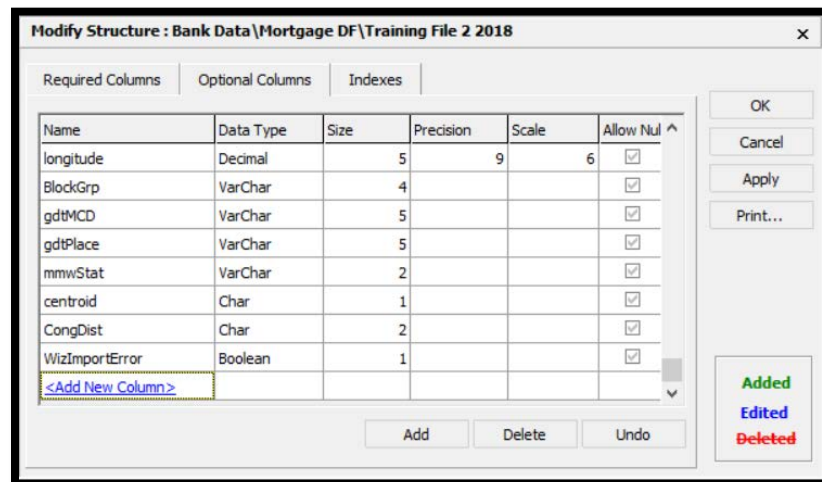 Modify Structure : Bank Data\Mortgage DF\Training File 2 2018
Required Columns Optional Columns Indexes
Name Data Type Size Precision Scale Allow Nul
longitude Decimal 5 9 6
BlockGrp VarChar 4
gdtMCD VarChar 5
gdtPlace VarChar 5
mmwStat VarChar 2
centroid Char 1
CongDist Char 2
WizImportError Boolean 1
<Add New Column>
Add Delete Undo
OK
Cancel
Apply
Print...
Added
Edited
Deleted